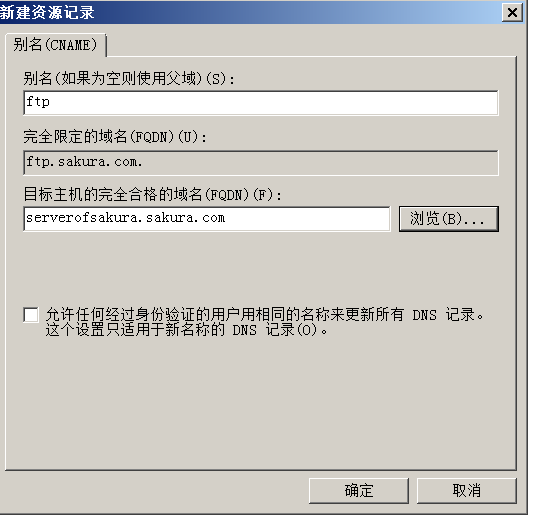 新建资源记录
别名(CNAME)
别名(如果为空则使用父域)(S):
ftp
完全限定的域名(FQDN)(U):
ftp.sakura.com.
目标主机的完全合格的域名(FQDN)(F):
serverofsakura.sakura.com
浏览(B)...
允许任何经过身份验证的用户用相同的名称来更新所有 DNS 记录。
这个设置只适用于新名称的 DNS 记录(O)。
确定
取消